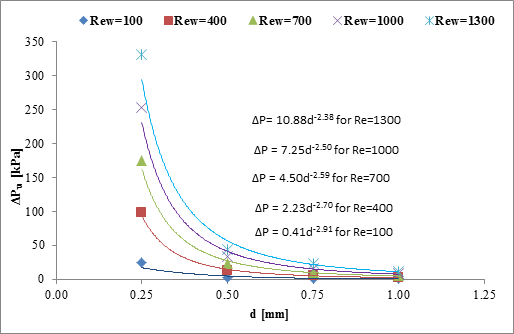 Rew=100 Rew=400 Rew=700 Rew=1000 Rew=1300
350
300
250
200
150
100
50
0
ΔPu [kPa]
ΔP= 10.88d-2.38 for Re=1300
ΔP = 7.25d-2.50 for Re=1000
ΔP = 4.50d-2.59 for Re=700
ΔP = 2.23d-2.70 for Re=400
ΔP = 0.41d-2.91 for Re=100
0.00 0.25 0.50 0.75 1.00 1.25
d [mm]